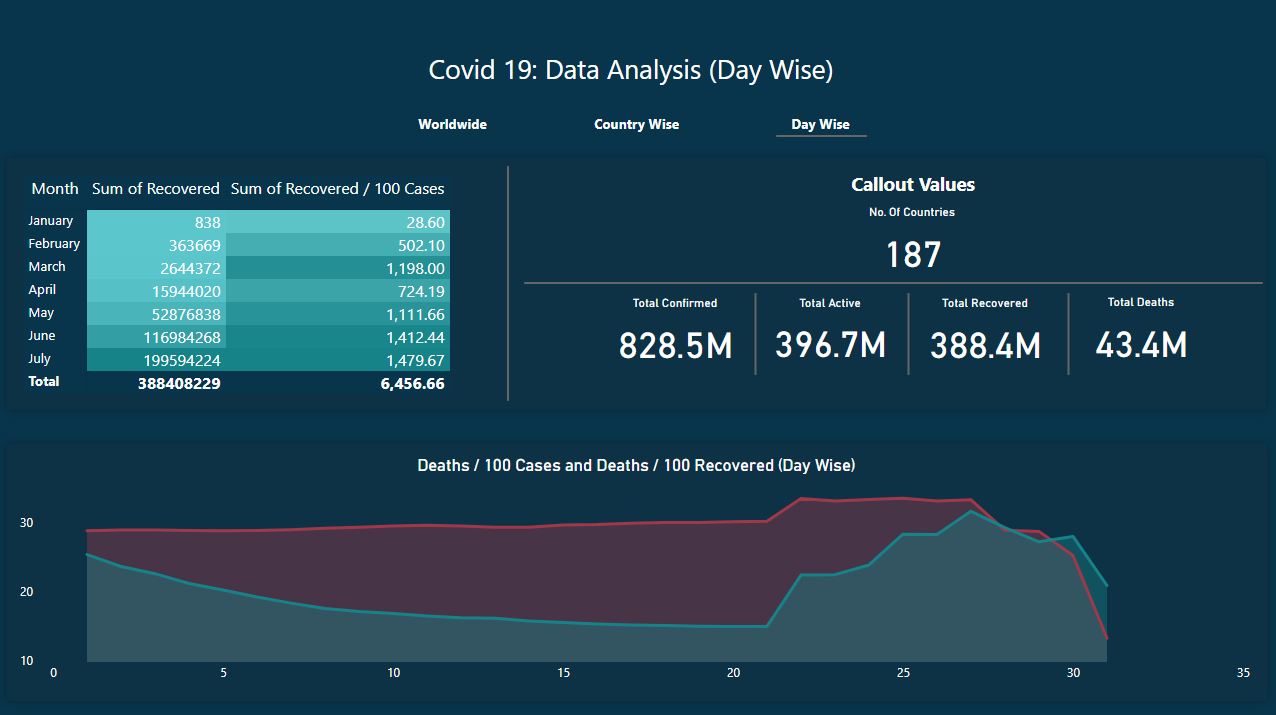 Covid 19: Data Analysis (Day Wise)
Worldwide Country Wise Day Wise
Month Sum of Recovered Sum of Recovered / 100 Cases
January 838 28.60
February 363669 502.10
March 2644372 1,198.00
April 15944020 724.19
May 52876838 1,111.66
June 116984268 1,412.44
July 199594224 1,479.67
Total 388408229 6,456.66
Callout Values
No. Of Countries
187
Total Confirmed Total Active Total Recovered Total Deaths
828.5M 396.7M 388.4M 43.4M
Deaths / 100 Cases and Deaths / 100 Recovered (Day Wise)
30
20
10
0 5 10 15 20 25 30 35